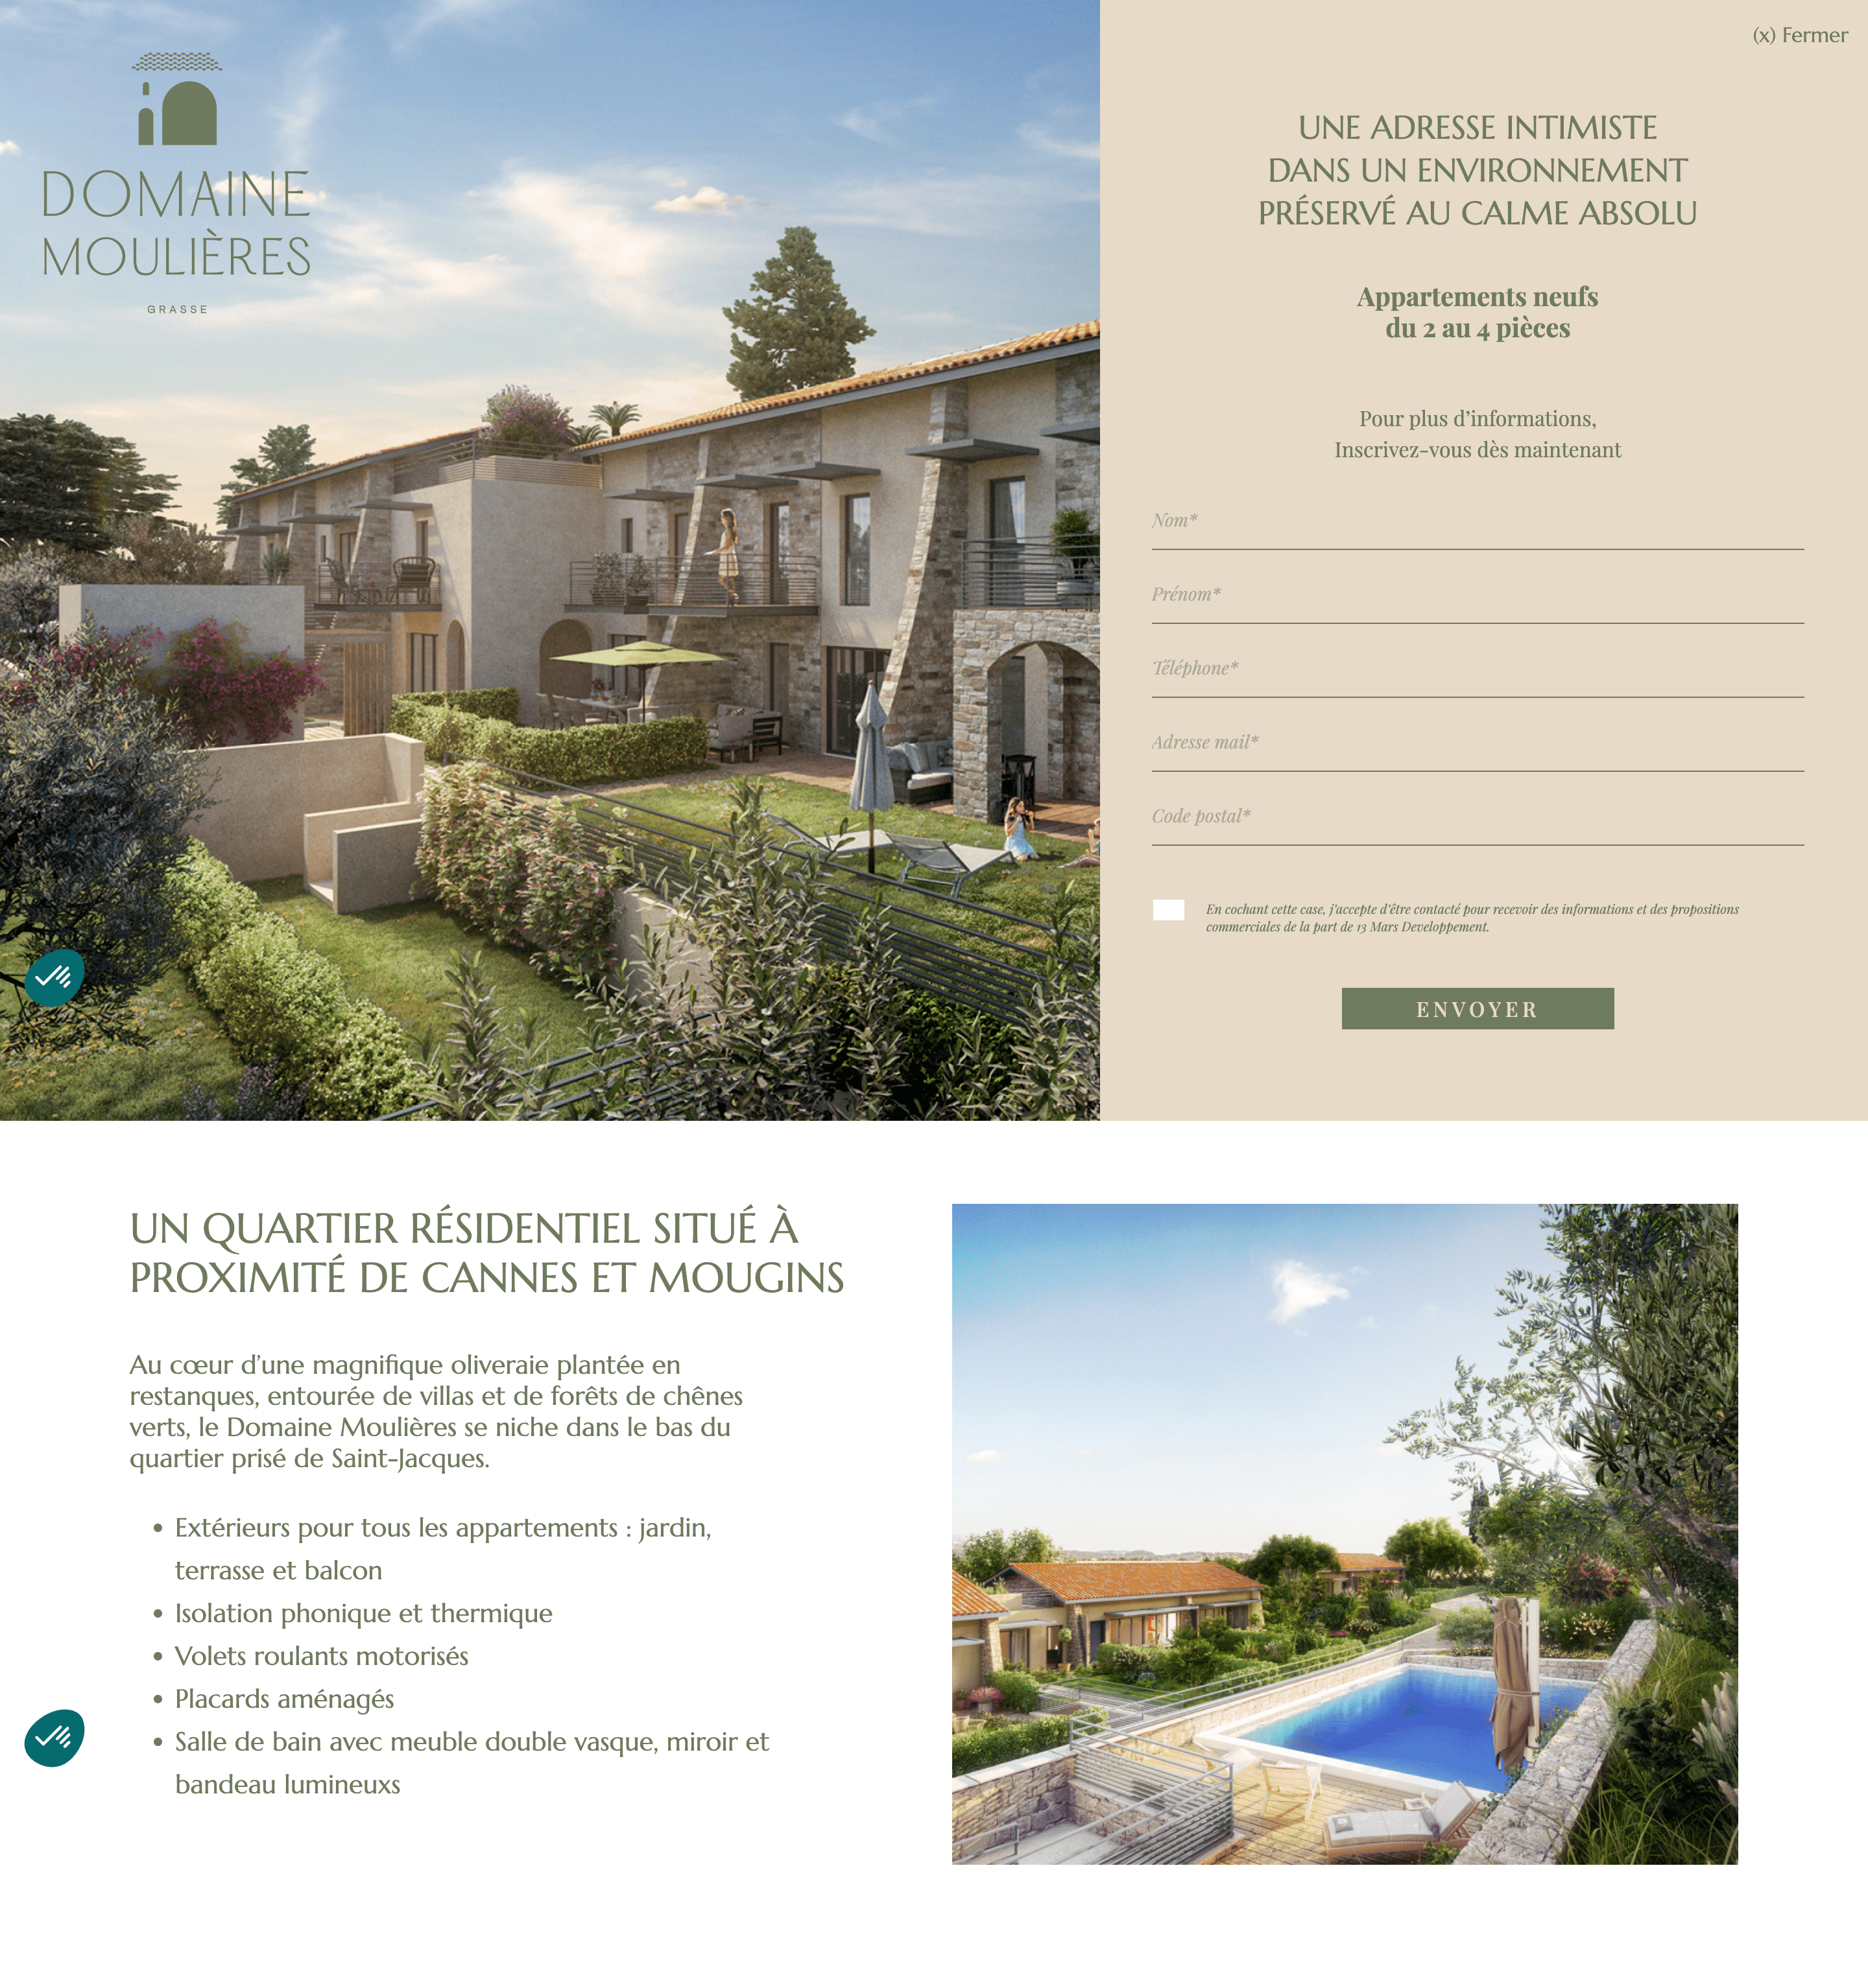 DOMAINE
MOULIÈRES
GRASSE
(x) Fermer
UNE ADRESSE INTIMISTE
DANS UN ENVIRONNEMENT
PRÉSERVÉ AU CALME ABSOLU
Appartements neufs
du 2 au 4 pièces
Pour plus d’informations,
Inscrivez-vous dès maintenant
Nom*
Prénom*
Téléphone*
Adresse mail*
Code postal*
En cochant cette case, j’accepte d’être contacté pour recevoir des informations et des propositions
commerciales de la part de 13 Mars Developpement.
ENVOYER
UN QUARTIER RÉSIDENTIEL SITUÉ À
PROXIMITÉ DE CANNES ET MOUGINS
Au cœur d’une magnifique oliveraie plantée en
restanques, entourée de villas et de forêts de chênes
verts, le Domaine Moulières se niche dans le bas du
quartier prisé de Saint-Jacques.
• Extérieurs pour tous les appartements : jardin,
terrasse et balcon
• Isolation phonique et thermique
• Volets roulants motorisés
• Placards aménagés
• Salle de bain avec meuble double vasque, miroir et
bandeau lumineuxs